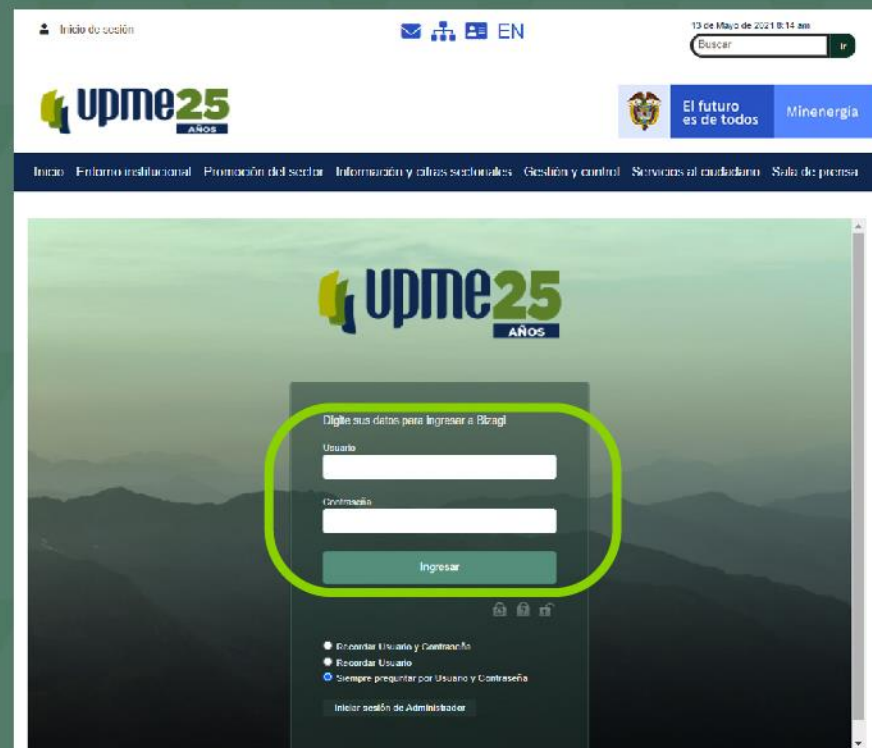 Inicio de sesión
EN
13 de Mayo de 2021 8:14 am
Buscar
Ir
upme25
AÑOS
El futuro
es de todos
Minenergía
Inicio Entorno institucional Promoción del sector Información y cifras sectoriales Gestión y control Servicios al ciudadano Sala de prensa
upme25
AÑOS
Digite sus datos para ingresar a Bizagi
Usuario
Contraseña
Ingresar
Recordar Usuario y Contraseña
Recordar Usuario
Siempre preguntar por Usuario y Contraseña
Iniciar sesión de Administrador